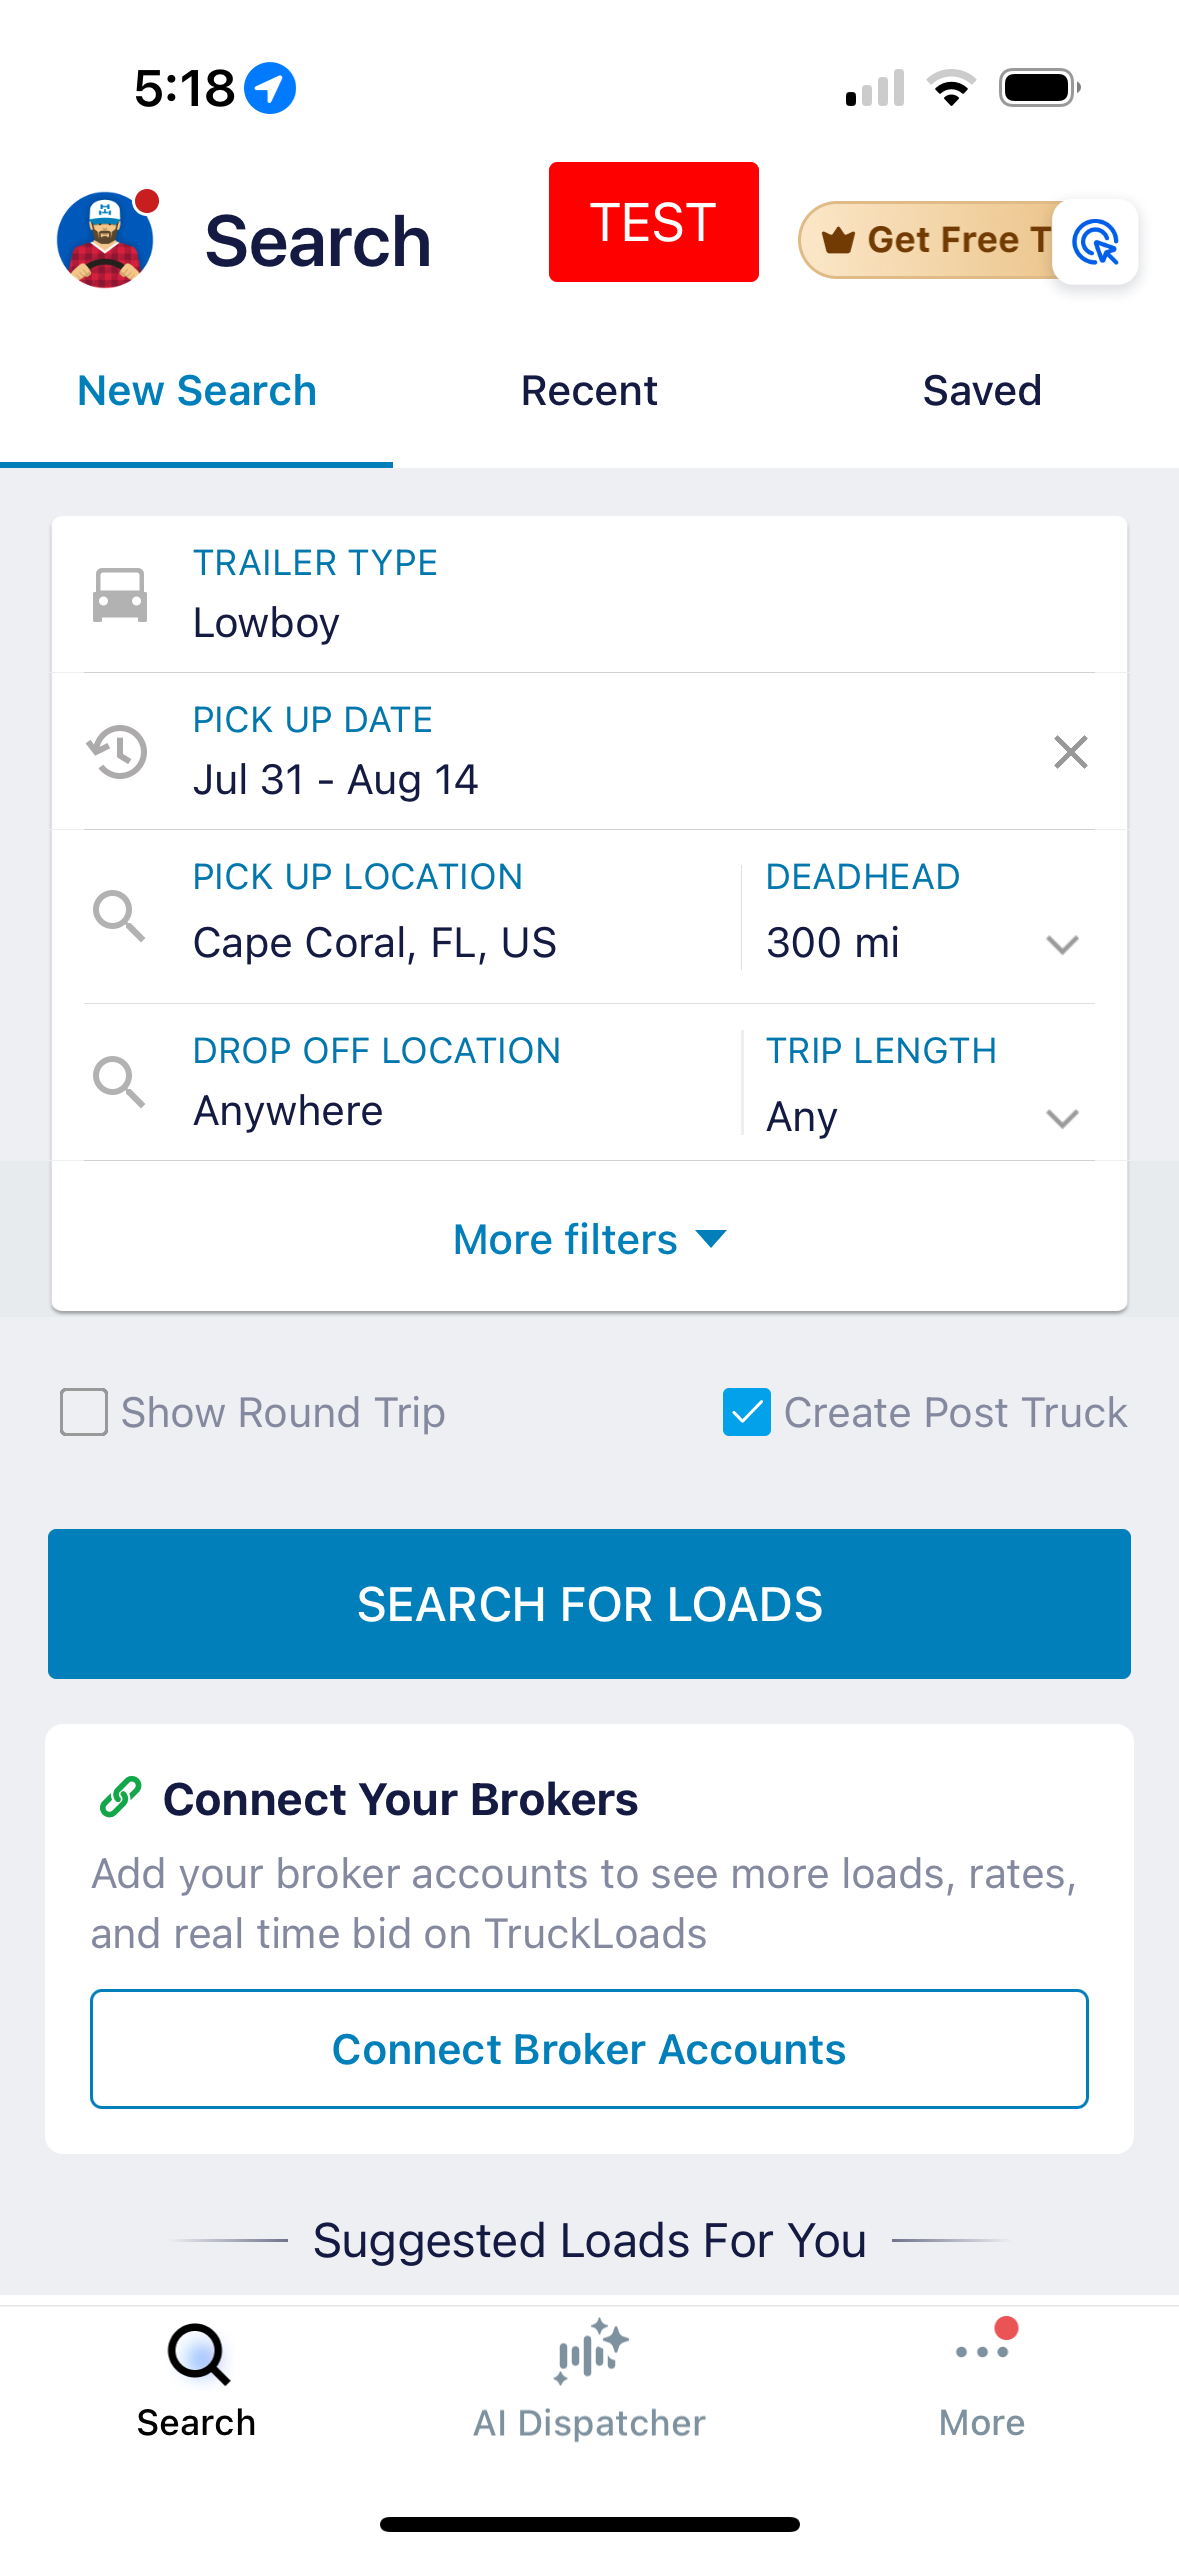 5:18
Search
TEST
Get Free T
New Search
Recent
Saved
TRAILER TYPE
Lowboy
PICK UP DATE
Jul 31 - Aug 14
PICK UP LOCATION
DEADHEAD
Cape Coral, FL, US
300 mi
DROP OFF LOCATION
TRIP LENGTH
Anywhere
Any
More filters
Show Round Trip
Create Post Truck
SEARCH FOR LOADS
Connect Your Brokers
Add your broker accounts to see more loads, rates,
and real time bid on TruckLoads
Connect Broker Accounts
Suggested Loads For You
Search
AI Dispatcher
More